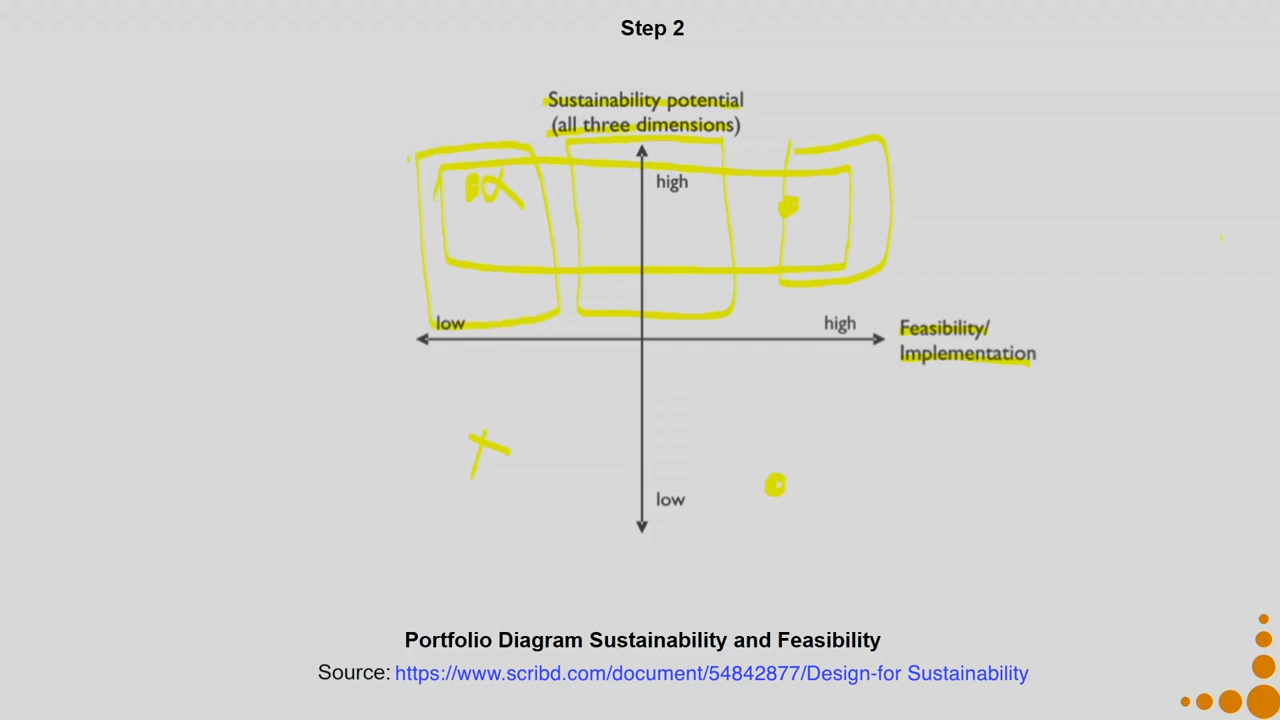 Step 2
Sustainability potential
(all three dimensions)
high
low
high
Feasibility/
Implementation
low
Portfolio Diagram Sustainability and Feasibility
Source: https://www.scribd.com/document/54842877/Design-for Sustainability